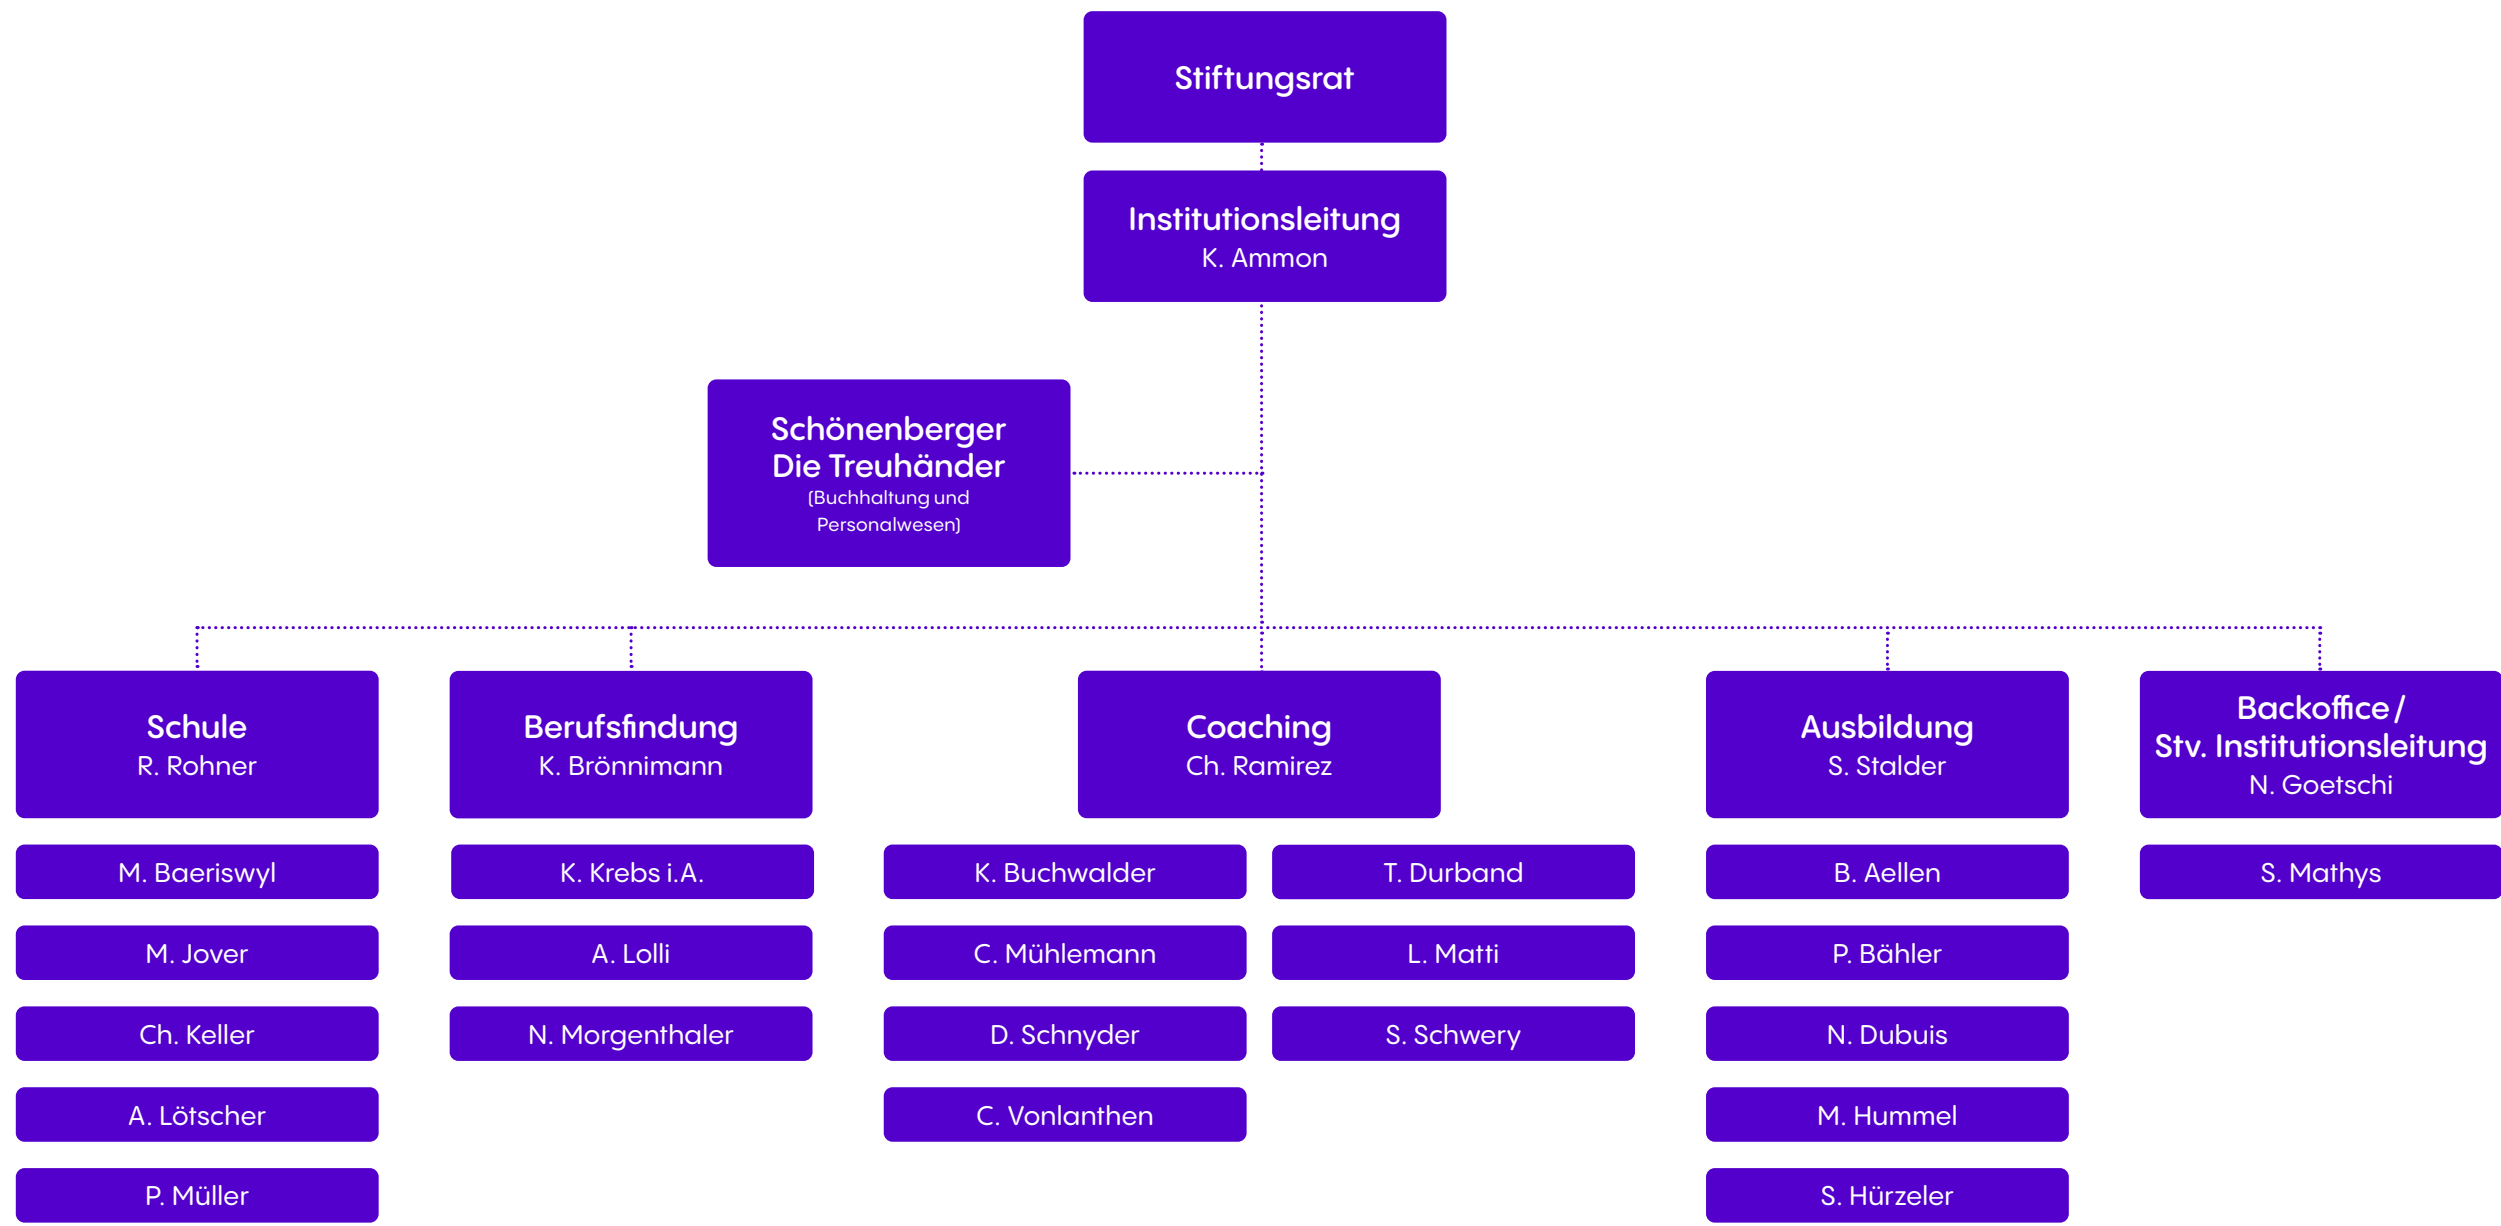 Stiftungsrat
Institutionsleitung
K. Ammon
Schönenberger
Die Treuhänder
(Buchhaltung und
Personalwesen)
Schule
R. Rohner
M. Baeriswyl
M. Jover
Ch. Keller
A. Lötscher
P. Müller
Berufsfindung
K. Brönnimann
K. Krebs i.A.
A. Lolli
N. Morgenthaler
Coaching
Ch. Ramirez
K. Buchwalder
C. Mühlemann
D. Schnyder
C. Vonlanthen
T. Durband
L. Matti
S. Schwery
Ausbildung
S. Stalder
B. Aellen
P. Bähler
N. Dubuis
M. Hummel
S. Hürzeler
Backoffice /
Stv. Institutionsleitung
N. Goetschi
S. Mathys